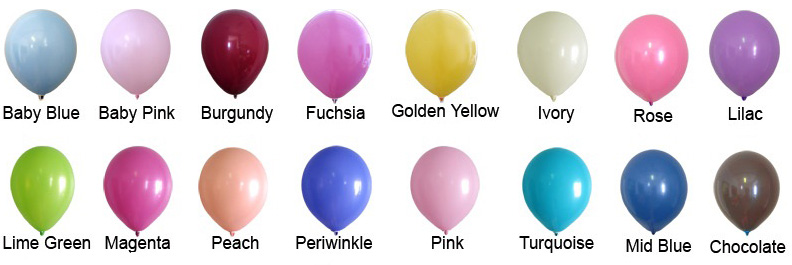 Baby Blue Baby Pink Burgundy Fuchsia Golden Yellow Ivory Rose Lilac
Lime Green Magenta Peach Periwinkle Pink Turquoise Mid Blue Chocolate